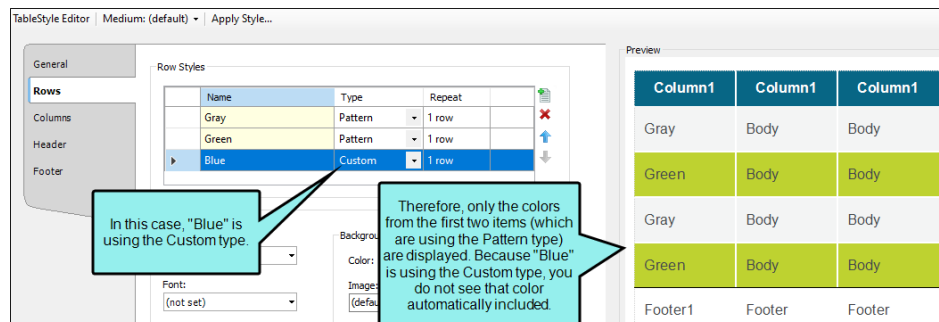 TableStyle Editor Medium: (default) Apply Style...
General
Rows
Columns
Header
Footer
Row Styles
Name Type Repeat
Gray Pattern 1 row
Green Pattern 1 row
Blue Custom 1 row
In this case, "Blue" is
using the Custom type.
Font:
(not set)
Color:
Image:
Therefore, only the colors
from the first two items (which
are using the Pattern type)
are displayed. Because "Blue"
is using the Custom type, you
do not see that color
automatically included.
Preview
Column1 Column1 Column1
Gray Body Body
Green Body Body
Gray Body Body
Green Body Body
Footer1 Footer Footer